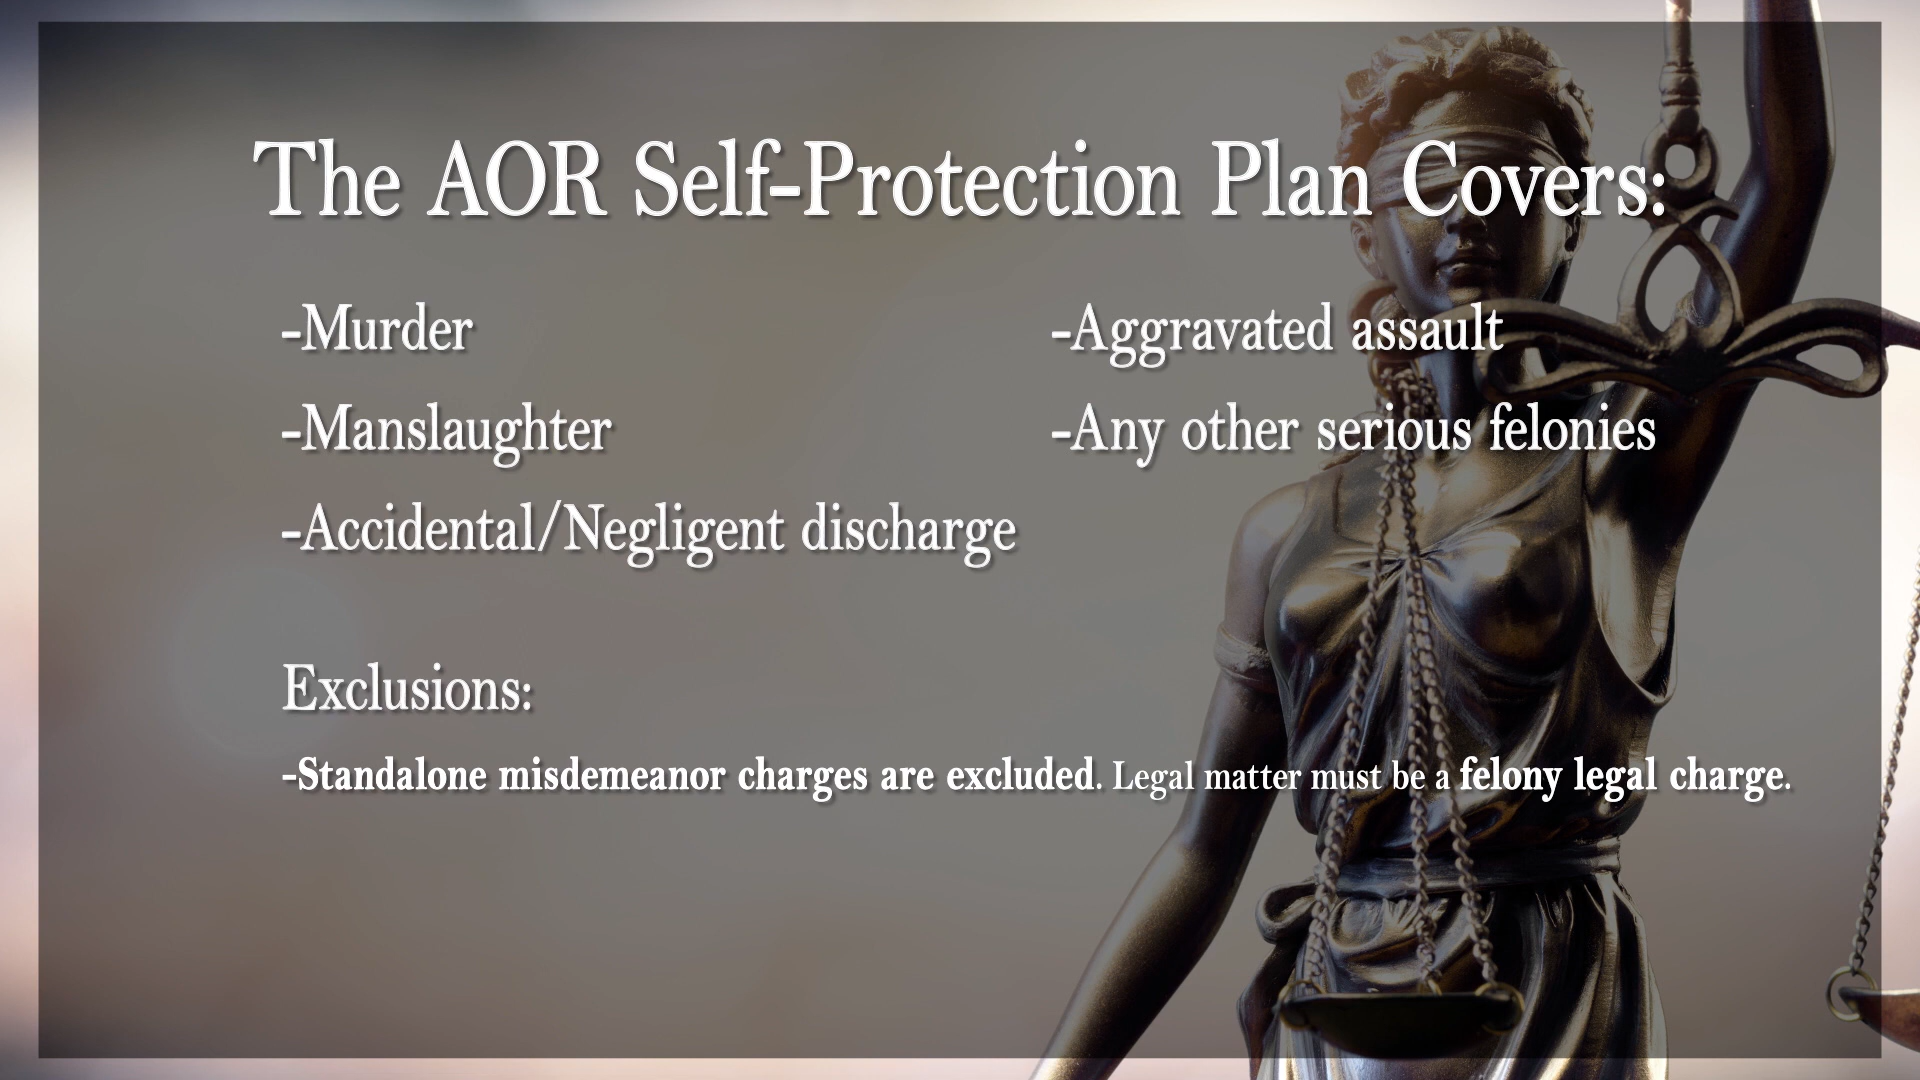 The AOR Self-Protection Plan Covers:
-Murder
-Manslaughter
-Accidental/Negligent discharge
-Aggravated assault
-Any other serious felonies
Exclusions:
-Standalone misdemeanor charges are excluded. Legal matter must be a felony legal charge.